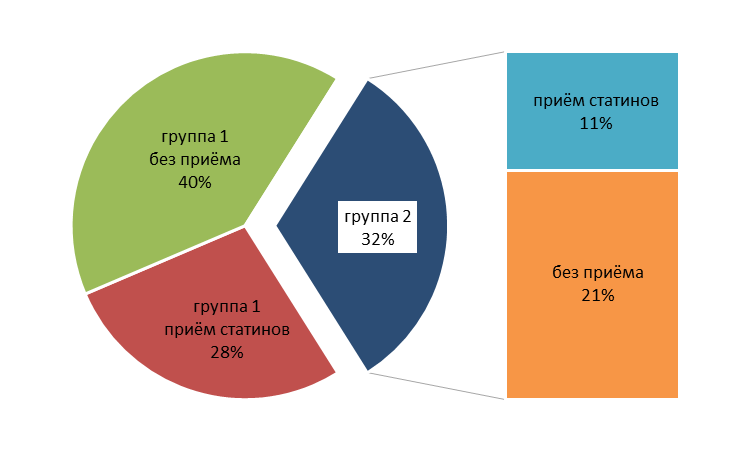 группа 1
без приёма
40%
группа 1
приём статинов
28%
группа 2
32%
приём статинов
11%
без приёма
21%